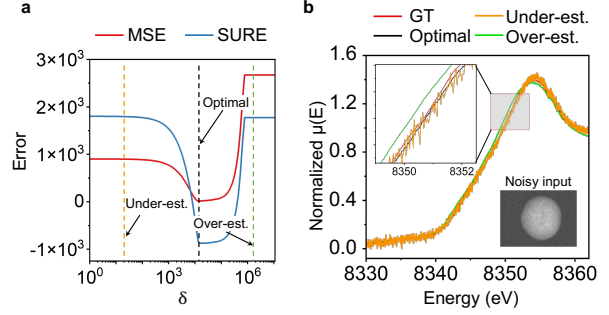 a
MSE
SURE
3×10³
2×10³
1×10³
0
-1×10³
Error
Optimal
Under-est.
Over-est.
10⁰
10³
10⁶
δ
b
GT
Under-est.
Optimal
Over-est.
1.6
1.2
0.8
0.4
0.0
Normalized μ(E)
8350
8352
Noisy input
8330
8340
8350
8360
Energy (eV)